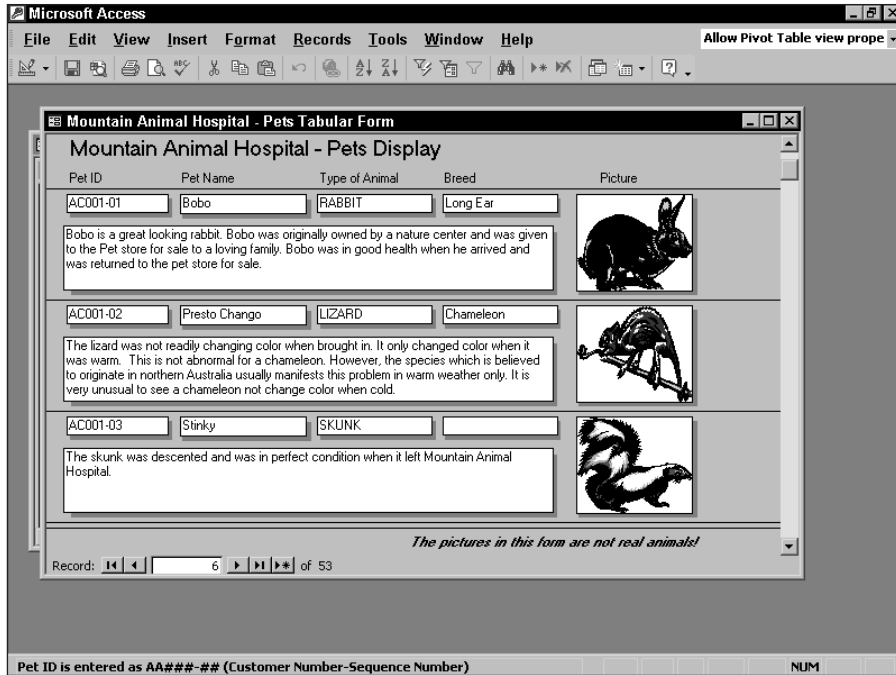 Microsoft Access
File Edit View Insert Format Records Tools Window Help
Allow Pivot Table view prope
Mountain Animal Hospital - Pets Tabular Form
Mountain Animal Hospital - Pets Display
Pet ID Pet Name Type of Animal Breed Picture
AC001-01 Bobo RABBIT Long Ear
Bobo is a great looking rabbit. Bobo was originally owned by a nature center and was given
to the Pet store for sale to a loving family. Bobo was in good health when he arrived and
was returned to the pet store for sale.
AC001-02 Presto Chango LIZARD Chameleon
The lizard was not readily changing color when brought in. It only changed color when it
was warm. This is not abnormal for a chameleon. However, the species which is believed
to originate in northern Australia usually manifests this problem in warm weather only. It is
very unusual to see a chameleon not change color when cold.
AC001-03 Stinky SKUNK
The skunk was descented and was in perfect condition when it left Mountain Animal
Hospital.
The pictures in this form are not real animals!
Record: 6 of 53
Pet ID is entered as AA###-## (Customer Number-Sequence Number) NUM